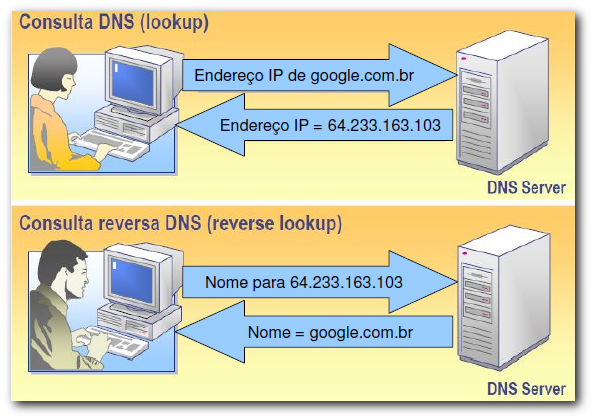 Consulta DNS (lookup)
Endereço IP de google.com.br
Endereço IP = 64.233.163.103
DNS Server
Consulta reversa DNS (reverse lookup)
Nome para 64.233.163.103
Nome = google.com.br
DNS Server